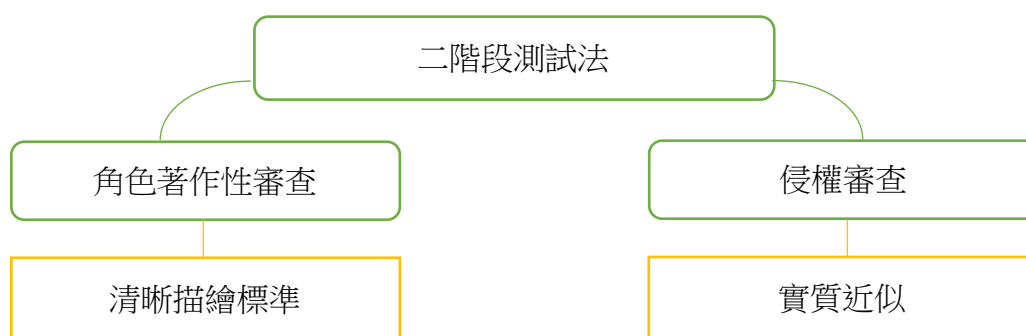 二階段測試法
角色著作性審查
侵權審查
清晰描繪標準
實質近似